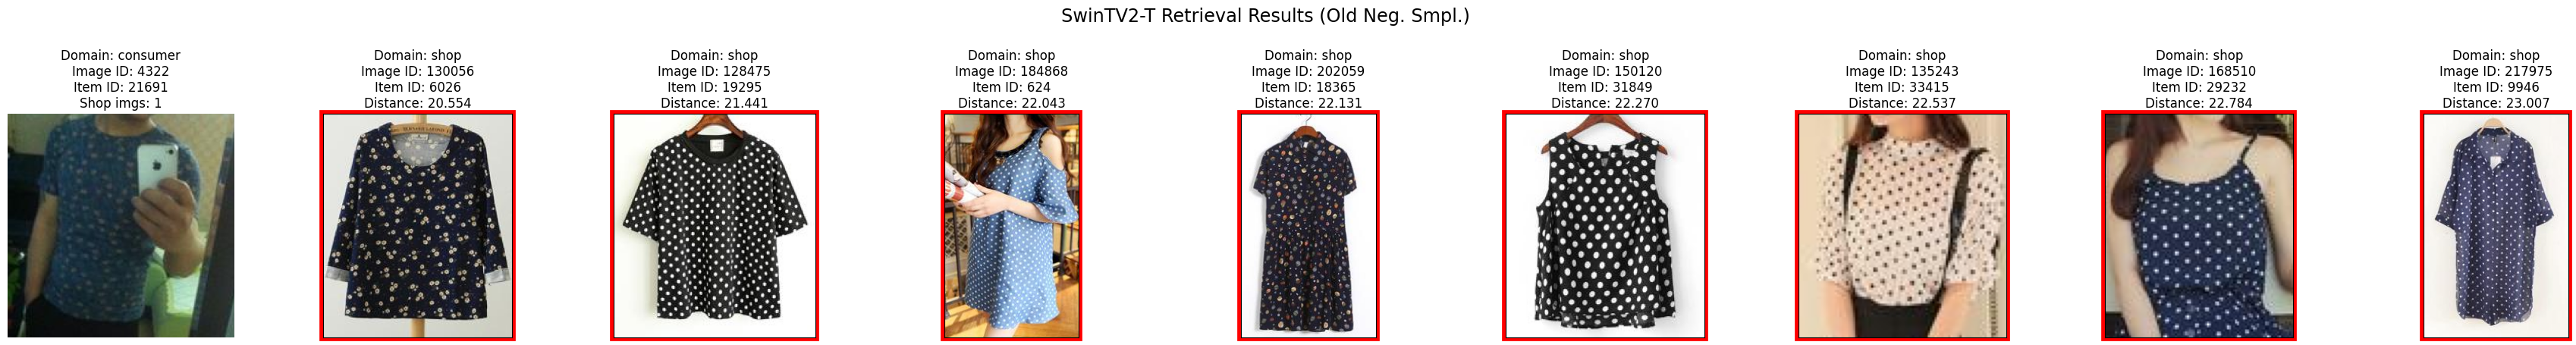 SwinTV2-T Retrieval Results (Old Neg. Smpl.)
Domain: consumer
Image ID: 4322
Item ID: 21691
Shop imgs: 1
Domain: shop
Image ID: 130056
Item ID: 6026
Distance: 20.554
Domain: shop
Image ID: 128475
Item ID: 19295
Distance: 21.441
Domain: shop
Image ID: 184868
Item ID: 624
Distance: 22.043
Domain: shop
Image ID: 202059
Item ID: 18365
Distance: 22.131
Domain: shop
Image ID: 150120
Item ID: 31849
Distance: 22.270
Domain: shop
Image ID: 135243
Item ID: 33415
Distance: 22.537
Domain: shop
Image ID: 168510
Item ID: 29232
Distance: 22.784
Domain: shop
Image ID: 217975
Item ID: 9946
Distance: 23.007